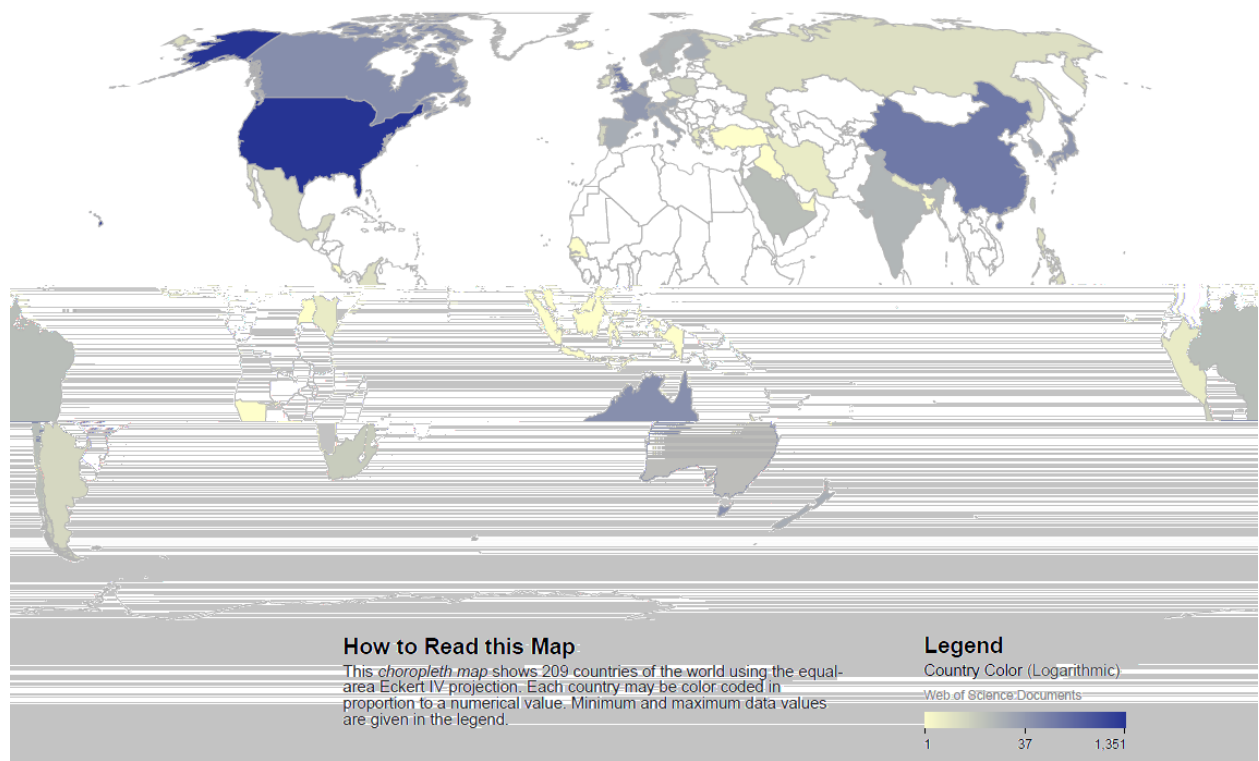 How to Read this Map
This choropleth map shows 209 countries of the world using the equal-
area Eckert IV projection. Each country may be color coded in
proportion to a numerical value. Minimum and maximum data values
are given in the legend.
Legend
Country Color (Logarithmic)
Web of Science Documents
1 37 1,351